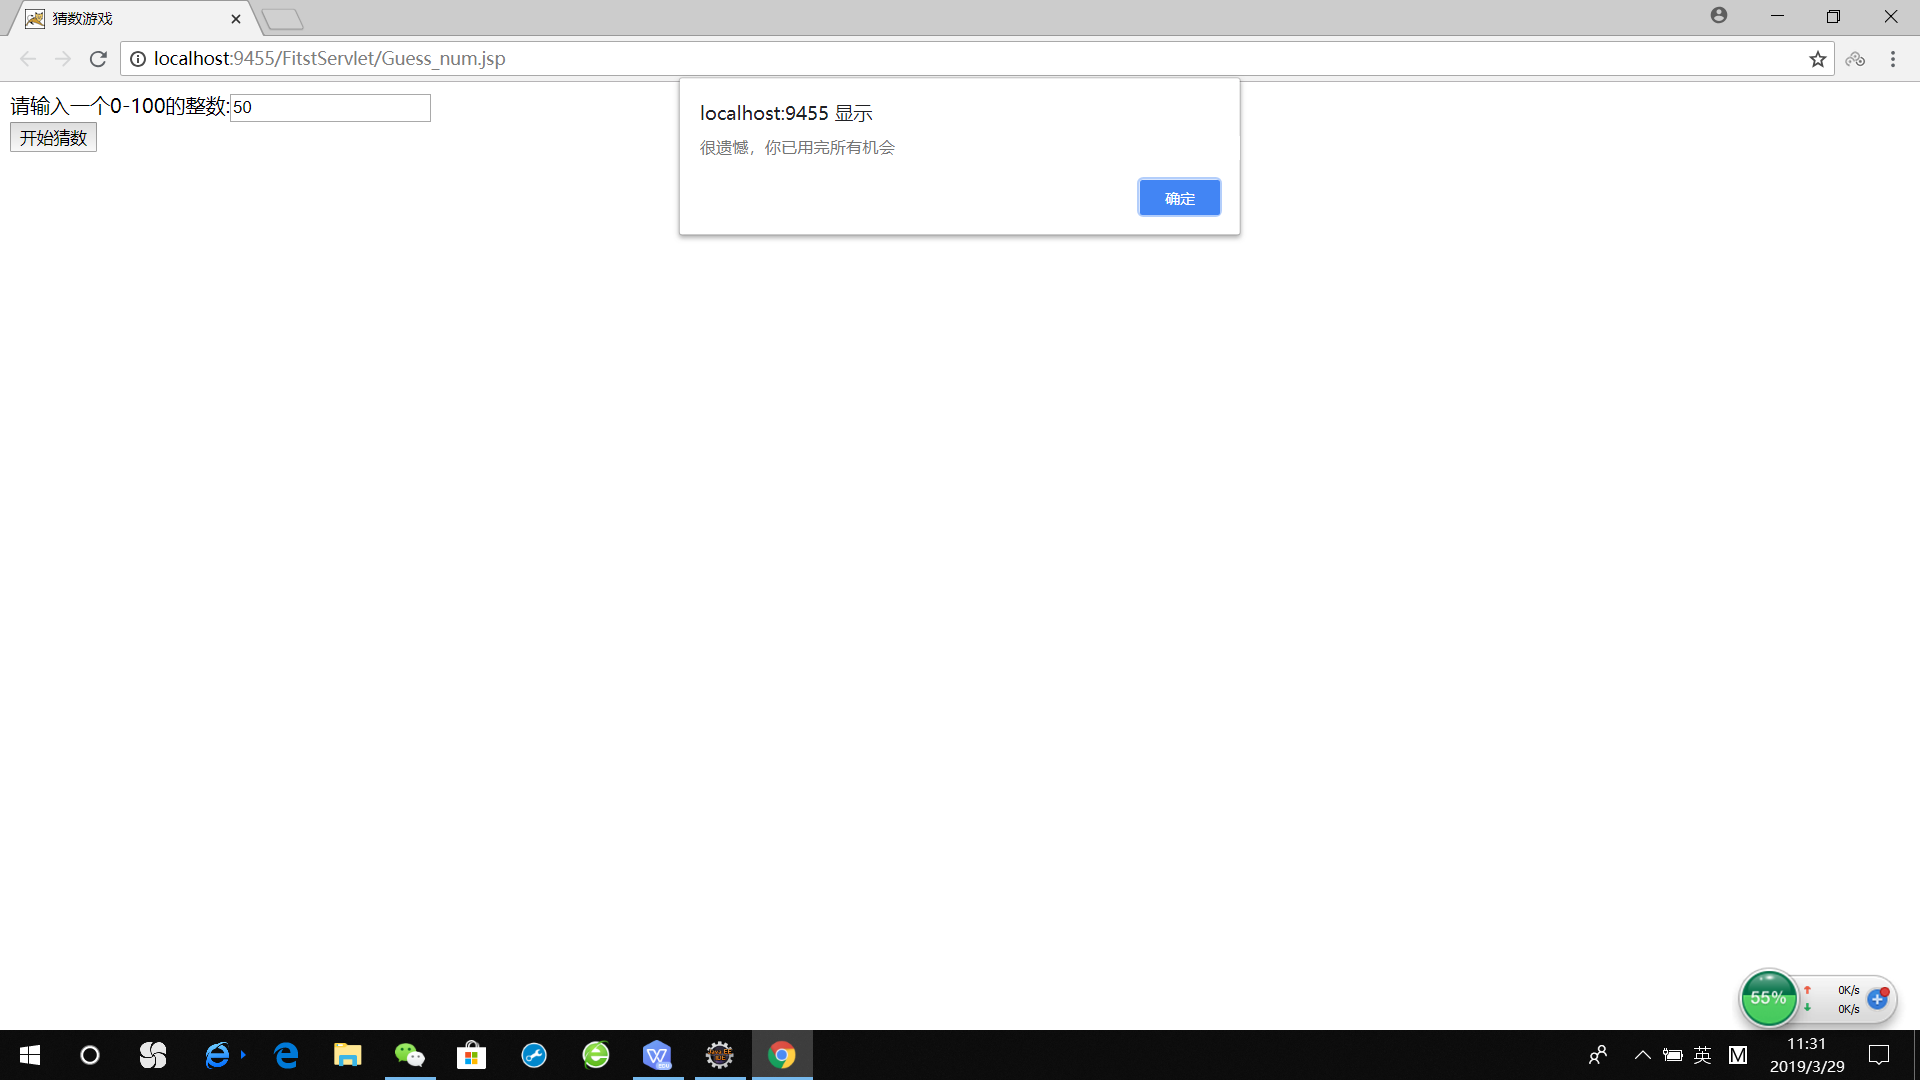 猜数游戏
localhost:9455/FitstServlet/Guess_num.jsp
请输入一个0-100的整数:50
开始猜数
localhost:9455 显示
很遗憾，你已用完所有机会
确定
55%
0K/s
0K/s
英
M
11:31
2019/3/29